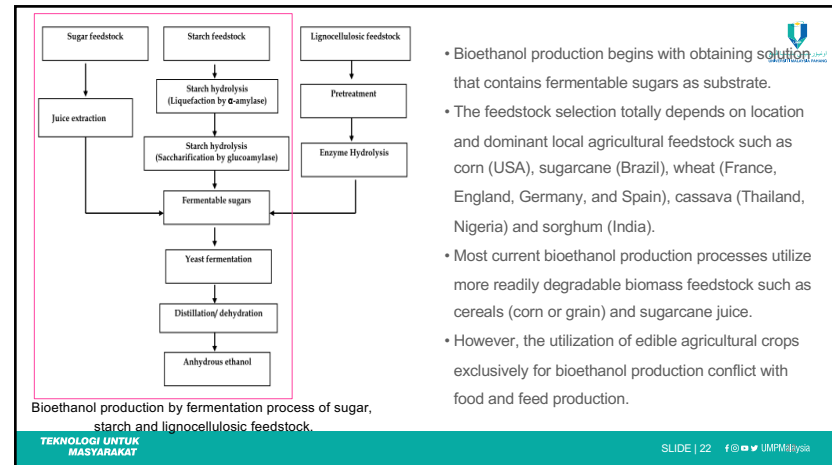 Sugar feedstock
Starch feedstock
Lignocellulosic feedstock
Starch hydrolysis
(Liquefaction by α-amylase)
Pretreatment
Juice extraction
Starch hydrolysis
(Saccharification by glucoamylase)
Enzyme Hydrolysis
Fermentable sugars
Yeast fermentation
Distillation/ dehydration
Anhydrous ethanol
Bioethanol production by fermentation process of sugar,
starch and lignocellulosic feedstock.
• Bioethanol production begins with obtaining solution
that contains fermentable sugars as substrate.
• The feedstock selection totally depends on location
and dominant local agricultural feedstock such as
corn (USA), sugarcane (Brazil), wheat (France,
England, Germany, and Spain), cassava (Thailand,
Nigeria) and sorghum (India).
• Most current bioethanol production processes utilize
more readily degradable biomass feedstock such as
cereals (corn or grain) and sugarcane juice.
• However, the utilization of edible agricultural crops
exclusively for bioethanol production conflict with
food and feed production.
UNIVERSITI MALAYSIA PAHANG
TEKNOLOGI UNTUK
MASYARAKAT
SLIDE | 22
UMPMalaysia